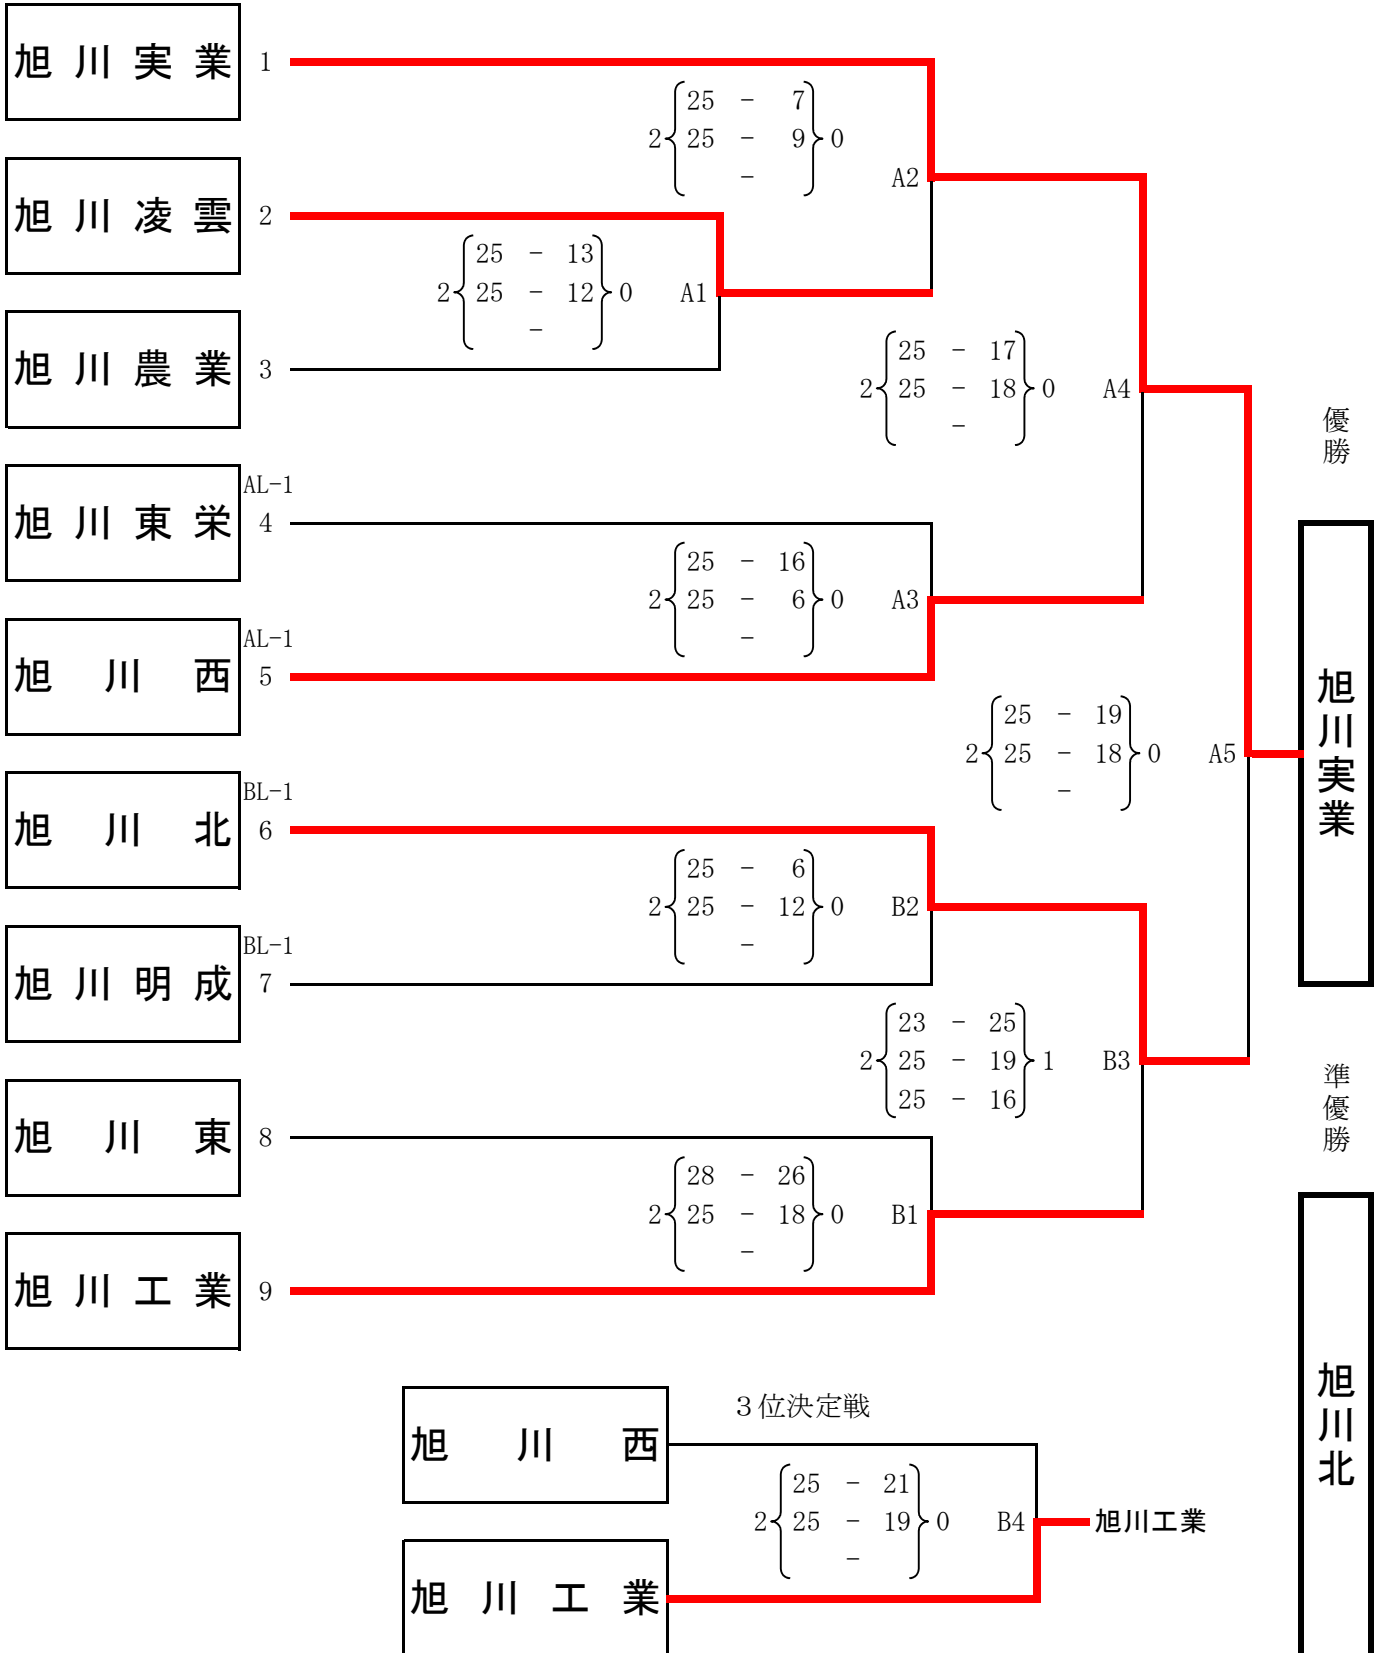 旭川実業 1
25 - 7
2 25 - 9 0
-
A2
旭川凌雲 2
25 - 13
2 25 - 12 0 A1
-
旭川農業 3
25 - 17
2 25 - 18 0 A4
-
優勝
旭川実業
AL-1
旭川東栄 4
25 - 16
2 25 - 6 0 A3
-
AL-1
旭川西 5
25 - 19
2 25 - 18 0 A5
-
BL-1
旭川北 6
25 - 6
2 25 - 12 0 B2
-
BL-1
旭川明成 7
23 - 25
2 25 - 19 1 B3
25 - 16
準優勝
旭川北
旭川東 8
28 - 26
2 25 - 18 0 B1
-
旭川工業 9
3位決定戦
旭川西
25 - 21
2 25 - 19 0 B4 旭川工業
-
旭川工業